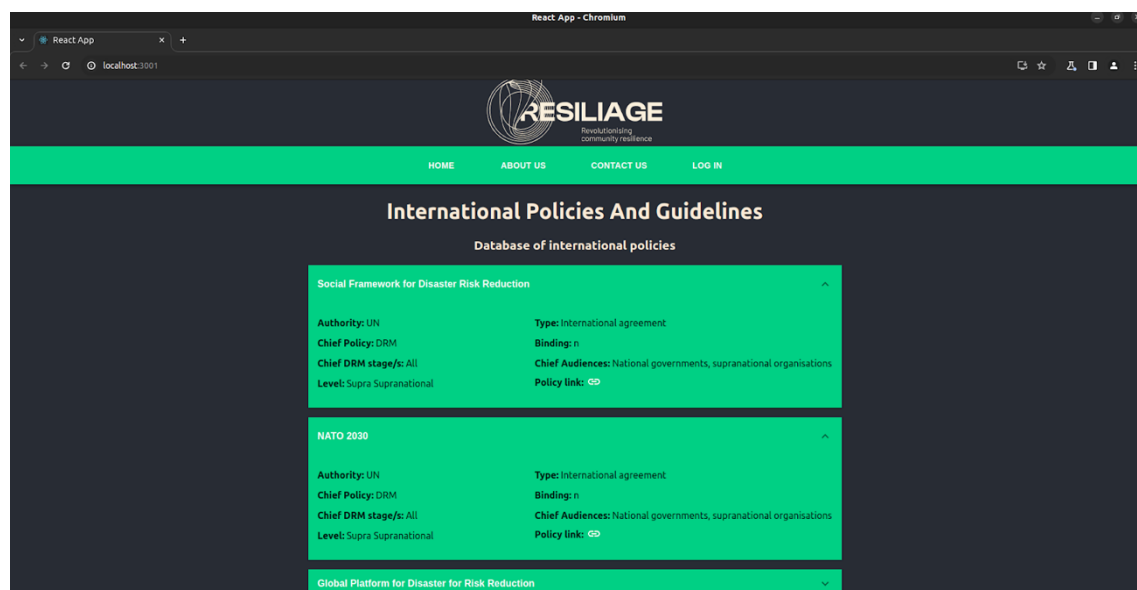 React App - Chromium
React App
localhost:3001
RESILIAGE
Revolutionising
community resilience
HOME ABOUT US CONTACT US LOG IN
International Policies And Guidelines
Database of international policies
Social Framework for Disaster Risk Reduction
Authority: UN Type: International agreement
Chief Policy: DRM Binding: n
Chief DRM stage/s: All Chief Audiences: National governments, supranational organisations
Level: Supra Supranational Policy link:
NATO 2030
Authority: UN Type: International agreement
Chief Policy: DRM Binding: n
Chief DRM stage/s: All Chief Audiences: National governments, supranational organisations
Level: Supra Supranational Policy link:
Global Platform for Disaster for Risk Reduction